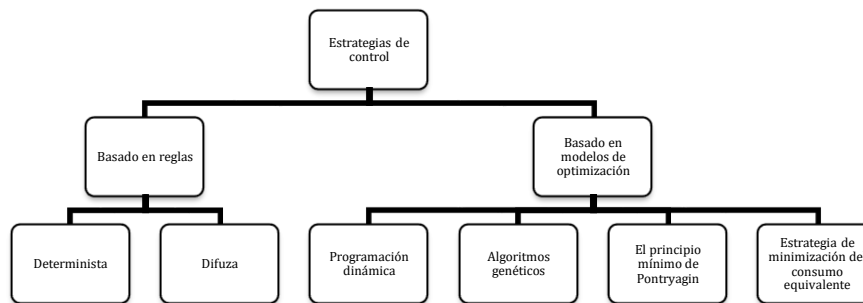 Estrategias de
control
Basado en reglas
Basado en
modelos de
optimización
Determinista
Difuza
Programación
dinámica
Algoritmos
genéticos
El principio
mínimo de
Pontryagin
Estrategia de
minimización de
consumo
equivalente